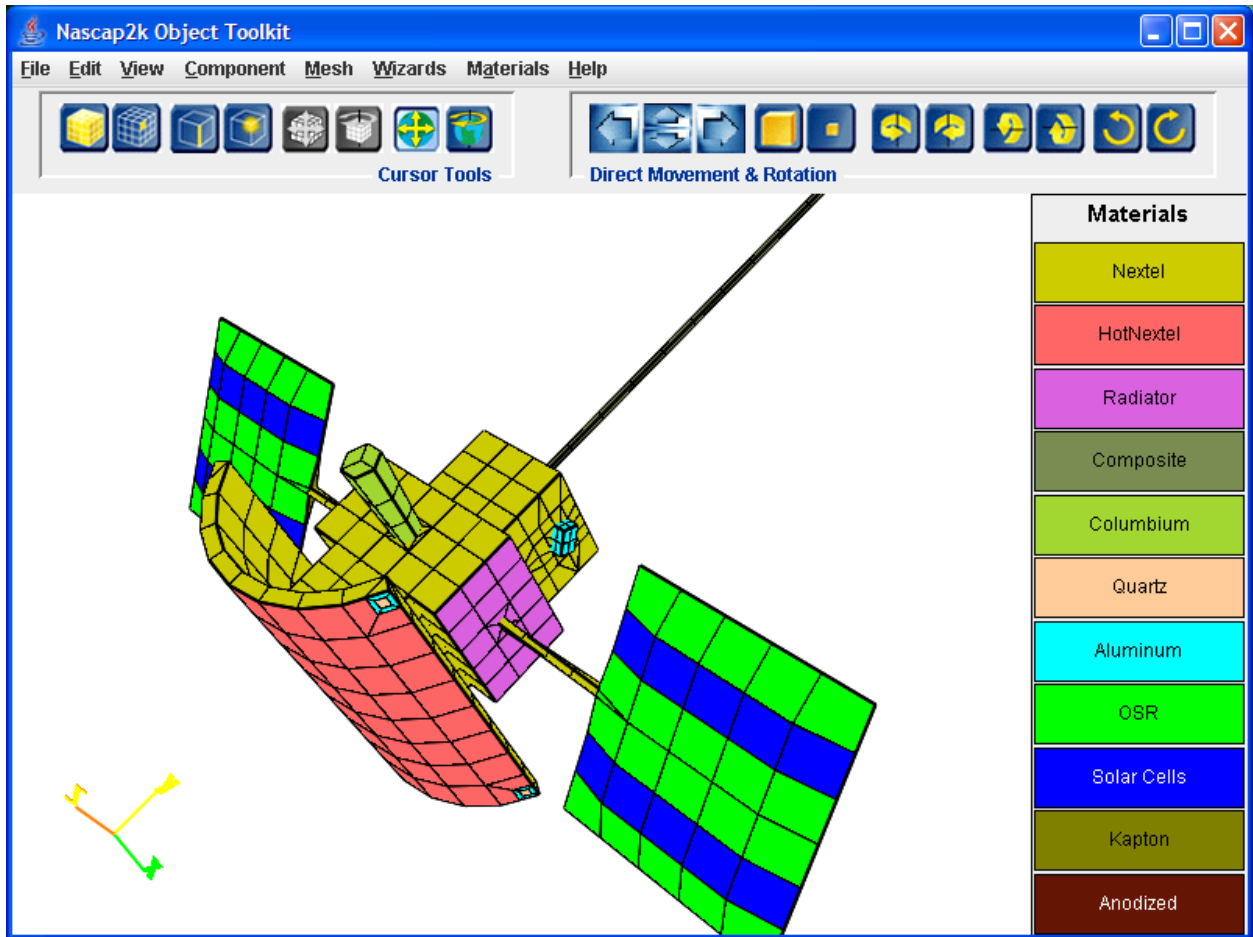 Nascap2k Object Toolkit
File Edit View Component Mesh Wizards Materials Help
Cursor Tools
Direct Movement & Rotation
Materials
Nextel
HotNextel
Radiator
Composite
Columbium
Quartz
Aluminum
OSR
Solar Cells
Kapton
Anodized